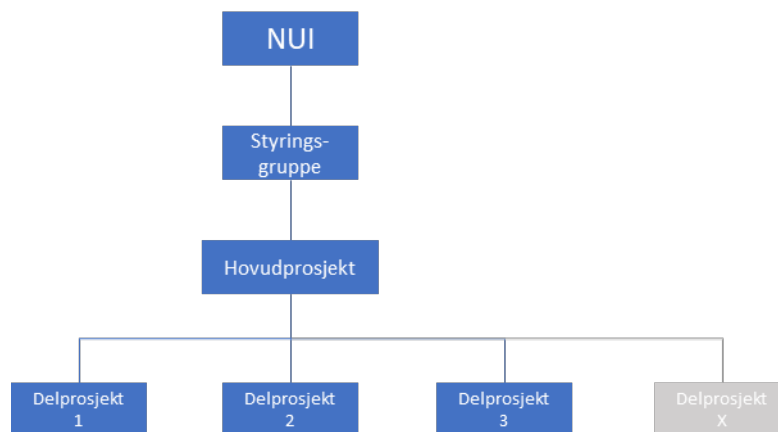 NUI
Styrings-
gruppe
Hovudprosjekt
Delprosjekt
1
Delprosjekt
2
Delprosjekt
3
Delprosjekt
X